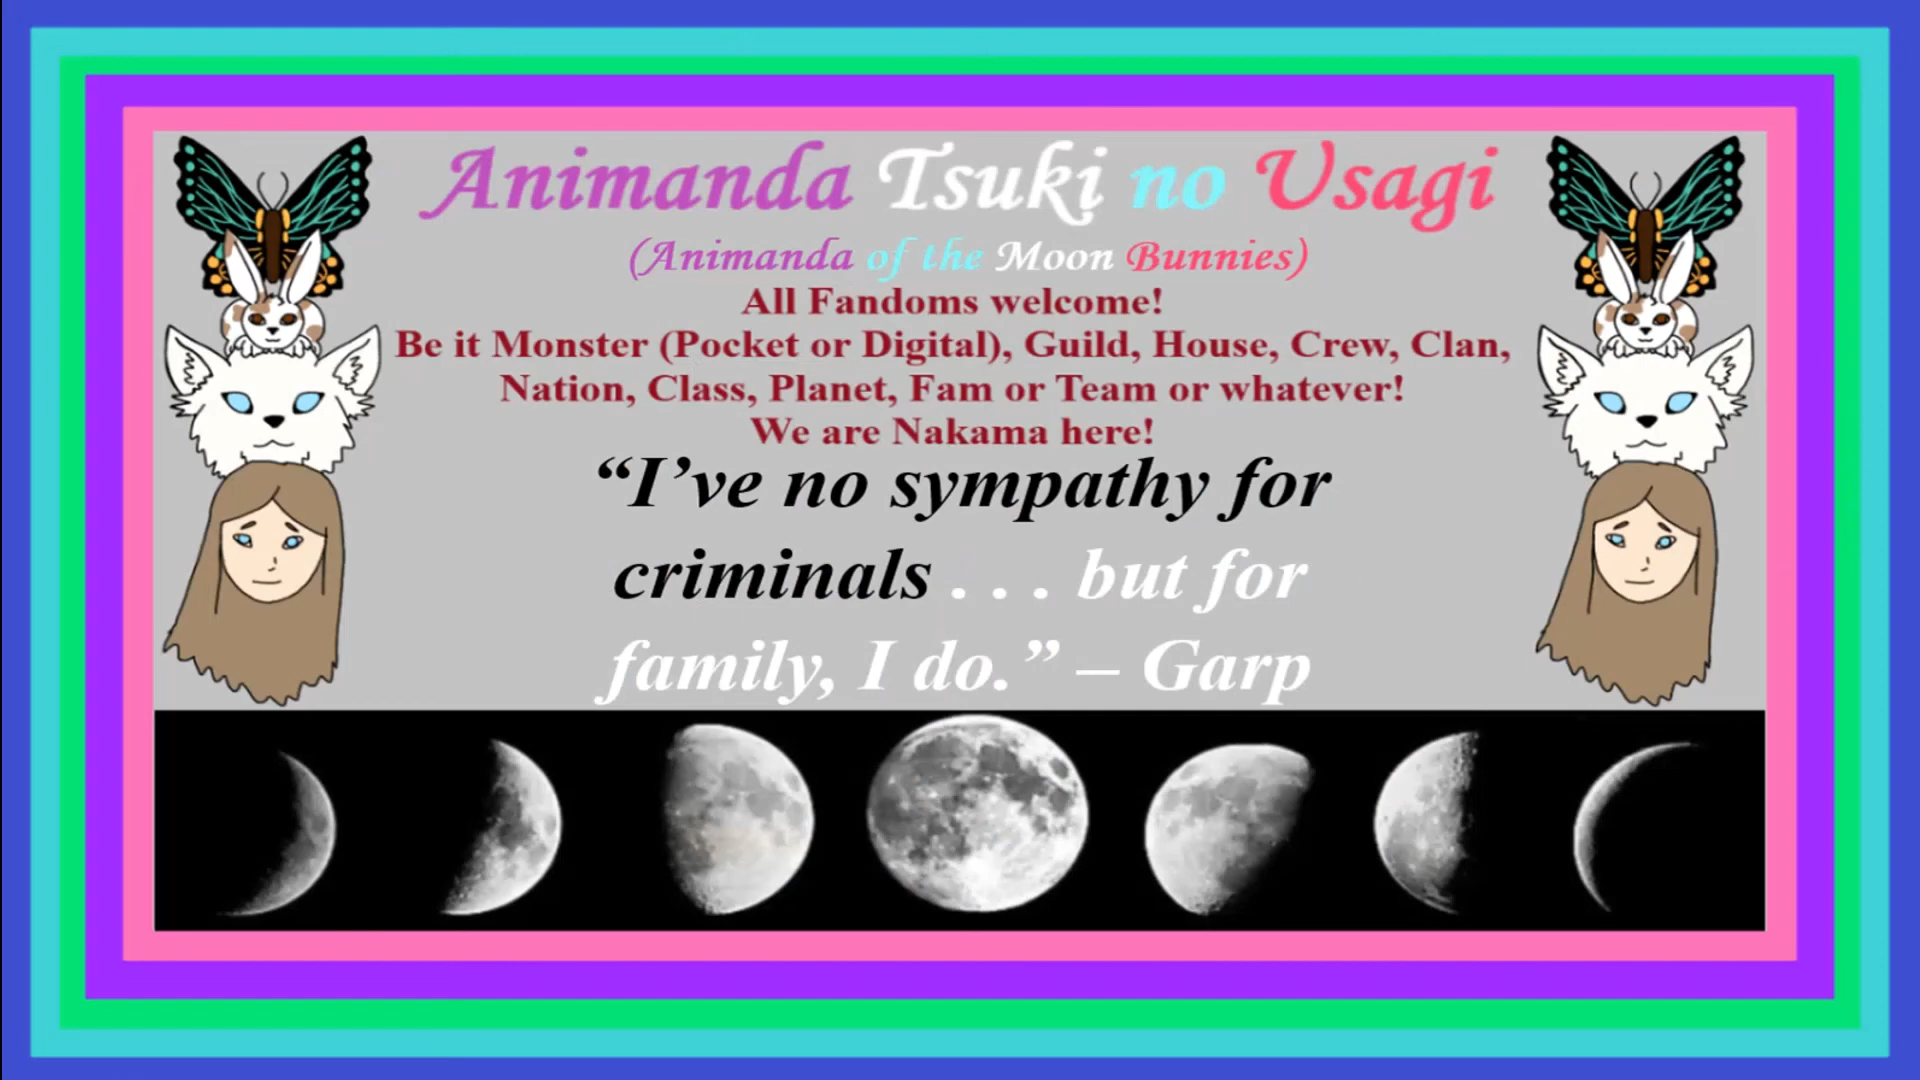 Animanda Tsuki no Usagi
(Animanda of the Moon Bunnies)
All Fandoms welcome!
Be it Monster (Pocket or Digital), Guild, House, Crew, Clan,
Nation, Class, Planet, Fam or Team or whatever!
We are Nakama here!
“I’ve no sympathy for
criminals . . . but for
family, I do.” – Garp